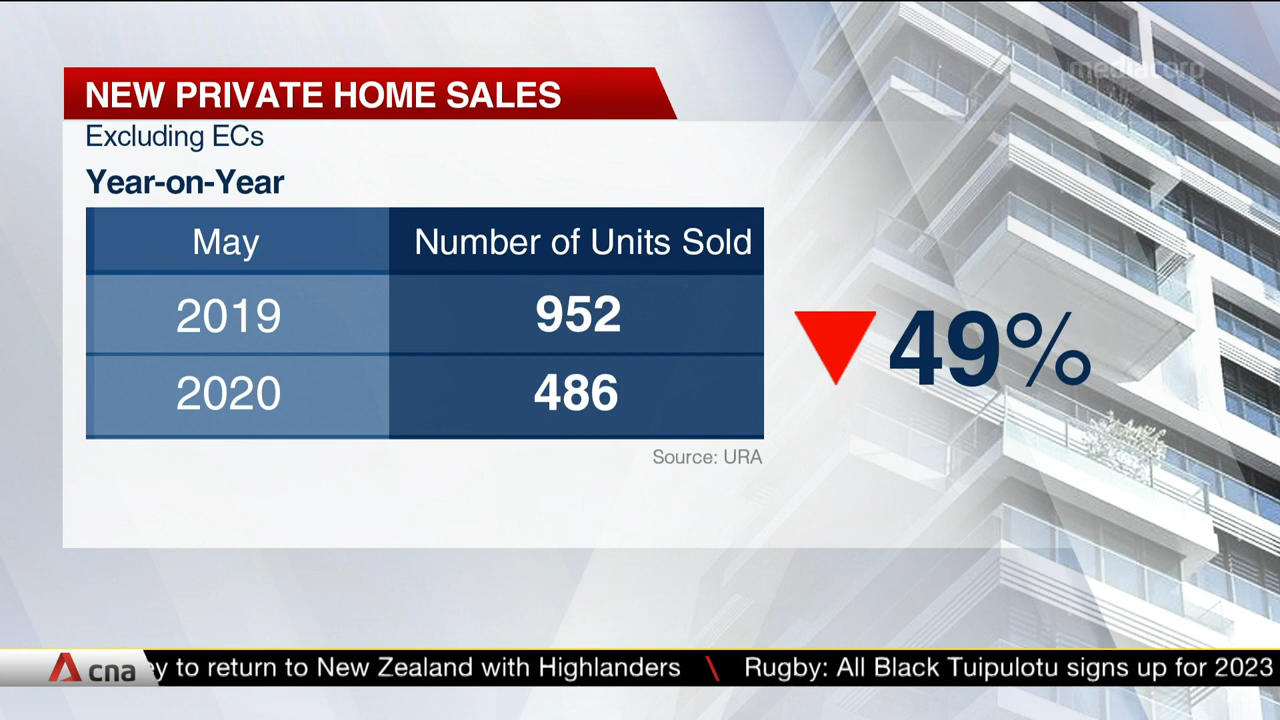 mediacorp
NEW PRIVATE HOME SALES
Excluding ECs
Year-on-Year
May Number of Units Sold
2019 952
2020 486
▼49%
Source: URA
cna
y to return to New Zealand with Highlanders \ Rugby: All Black Tuipulotu signs up for 2023